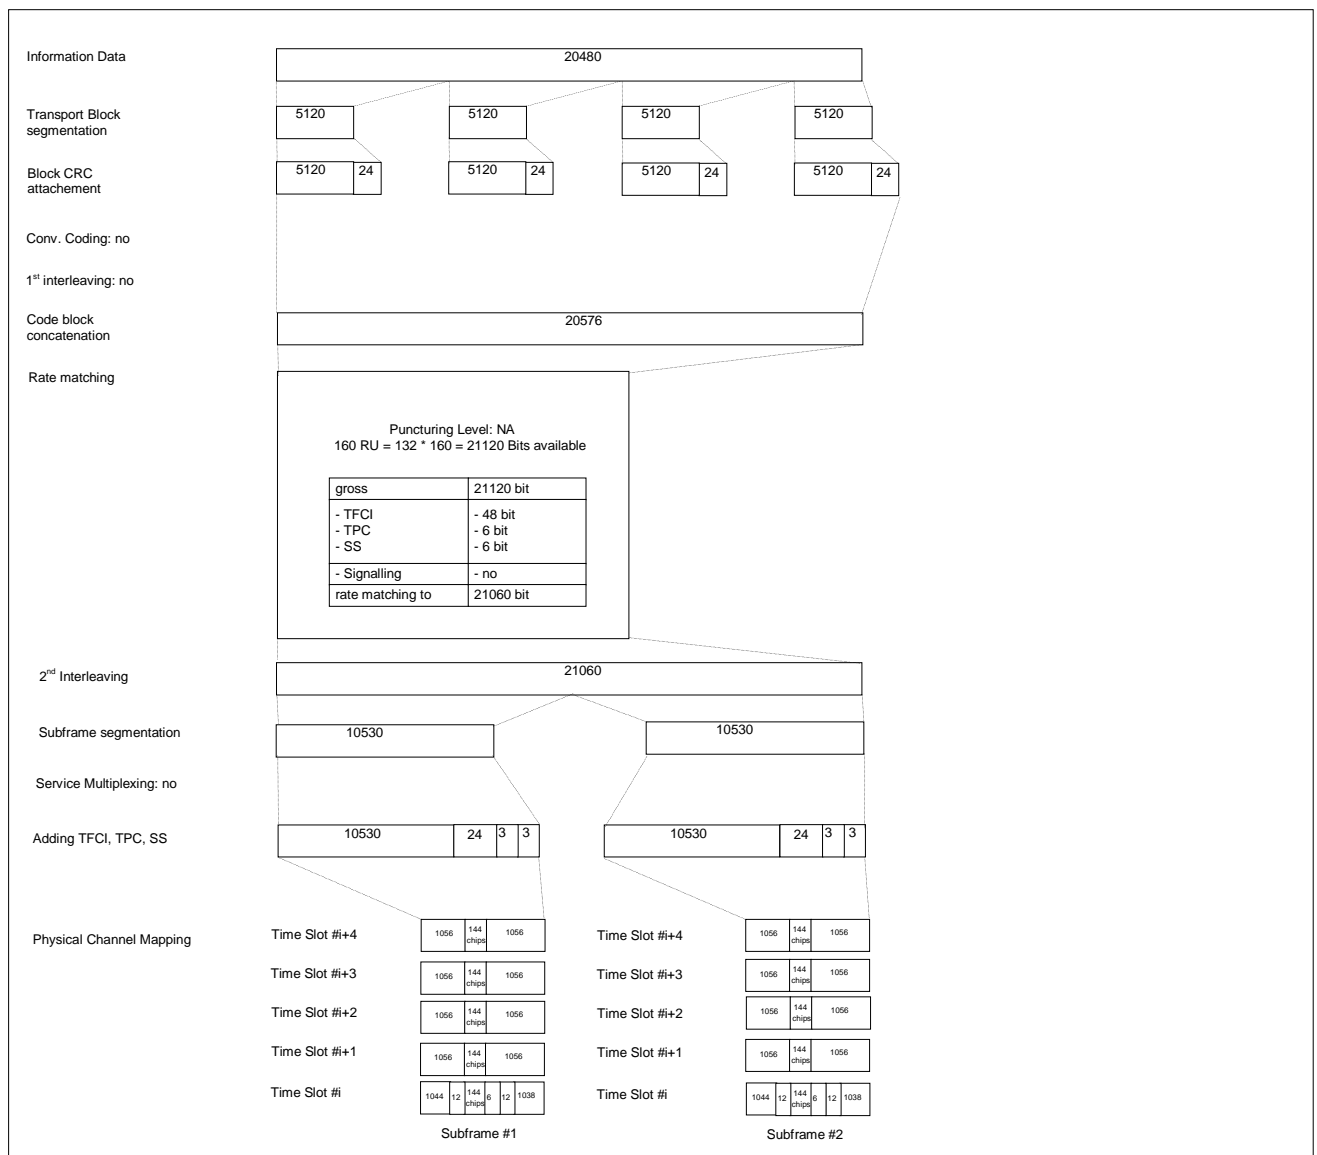 Information Data
20480
Transport Block
segmentation
5120 5120 5120 5120
Block CRC
attachement
5120 24 5120 24 5120 24 5120 24
Conv. Coding: no
1st interleaving: no
Code block
concatenation
20576
Rate matching
Puncturing Level: NA
160 RU = 132 * 160 = 21120 Bits available
gross 21120 bit
- TFCI - 48 bit
- TPC - 6 bit
- SS - 6 bit
- Signalling - no
rate matching to 21060 bit
2nd Interleaving
21060
Subframe segmentation
10530 10530
Service Multiplexing: no
Adding TFCI, TPC, SS
10530 24 3 3 10530 24 3 3
Physical Channel Mapping
Time Slot #i+4 1056 144 chips 1056 Time Slot #i+4 1056 144 chips 1056
Time Slot #i+3 1056 144 chips 1056 Time Slot #i+3 1056 144 chips 1056
Time Slot #i+2 1056 144 chips 1056 Time Slot #i+2 1056 144 chips 1056
Time Slot #i+1 1056 144 chips 1056 Time Slot #i+1 1056 144 chips 1056
Time Slot #i 1044 12 144 chips 6 12 1038 Time Slot #i 1044 12 144 chips 6 12 1038
Subframe #1 Subframe #2